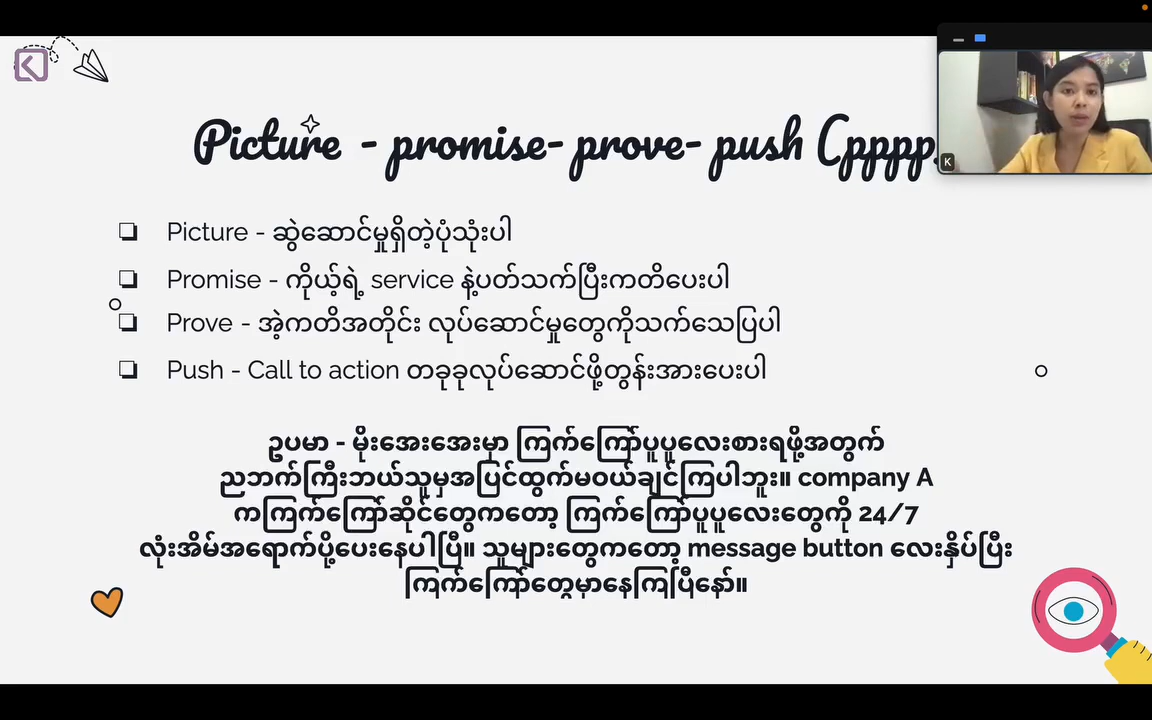 Picture - promise- prove- push (pppp
Picture - ဆွဲဆောင်မှုရှိတဲ့ပုံသုံးပါ
Promise - ကိုယ့်ရဲ့ service နဲ့ပတ်သက်ပြီးကတိပေးပါ
Prove - အဲ့ကတိအတိုင်း လုပ်ဆောင်မှုတွေကိုသက်သေပြပါ
Push - Call to action တခုခုလုပ်ဆောင်ဖို့တွန်းအားပေးပါ
ဥပမာ - မိုးအေးအေးမှာ ကြက်ကြော်ပူပူလေးစားရဖို့အတွက်
ညဘက်ကြီးဘယ်သူမှအပြင်ထွက်မဝယ်ချင်ကြပါဘူး။ company A
ကကြက်ကြော်ဆိုင်တွေကတော့ ကြက်ကြော်ပူပူလေးတွေကို 24/7
လုံးအိမ်အရောက်ပို့ပေးနေပါပြီ။ သူများတွေကတော့ message button လေးနှိပ်ပြီး
ကြက်ကြော်တွေမှာနေကြပြီနော်။
K